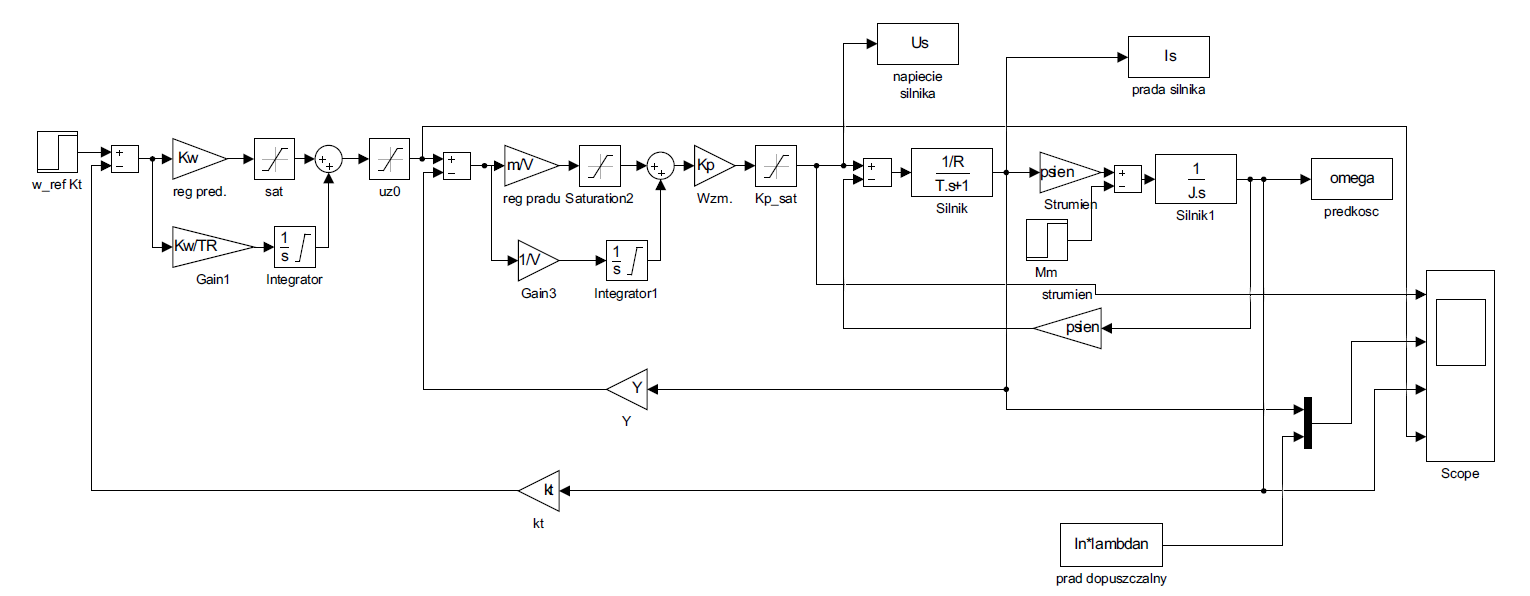 Us
napiecie
silnika
Is
prada silnika
w_ref Kt
+
−
Kw
reg pred.
sat
+
+
uz0
+
−
m/V
reg pradu
Saturation2
+
+
Kp
Wzm.
Kp_sat
+
−
1/R
T.s+1
Silnik
psien
Strumien
+
−
1
J.s
Silnik1
omega
predkosc
Kw/TR
Gain1
1
s
Integrator
1/V
Gain3
1
s
Integrator1
Mm
strumien
psien
Y
Y
Scope
kt
kt
In*lambdan
prad dopuszczalny